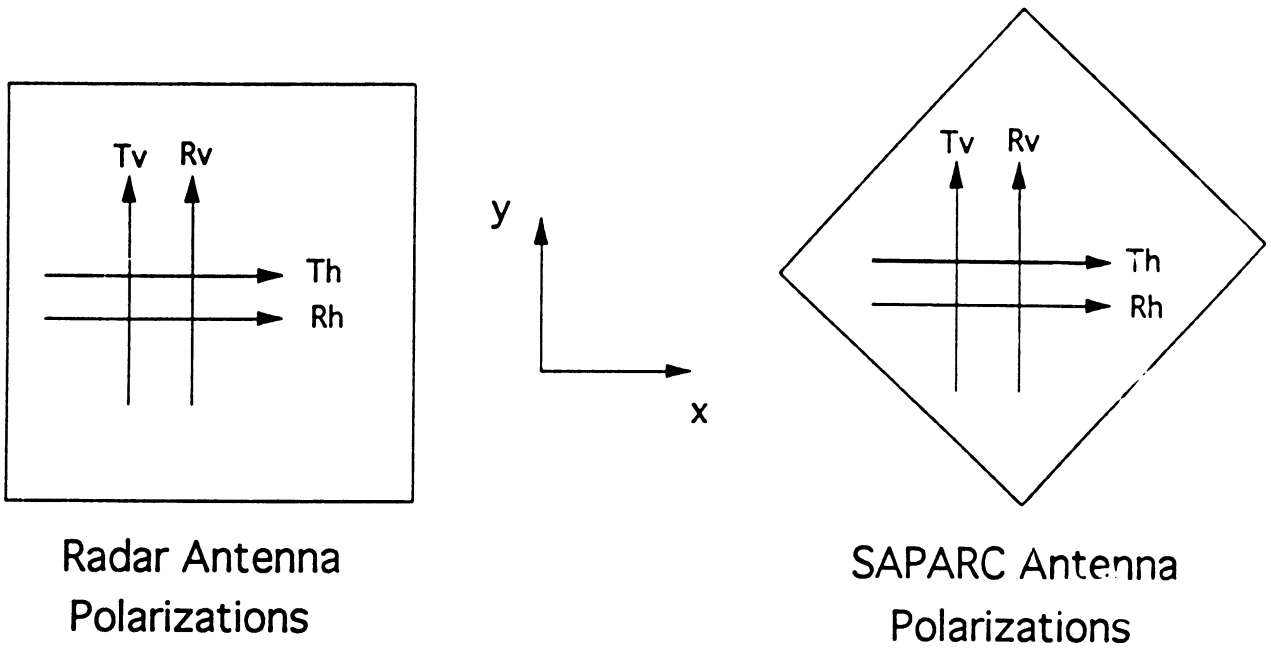 Tv Rv
Th
Rh
Radar Antenna
Polarizations
y
x
Tv Rv
Th
Rh
SAPARC Antenna
Polarizations